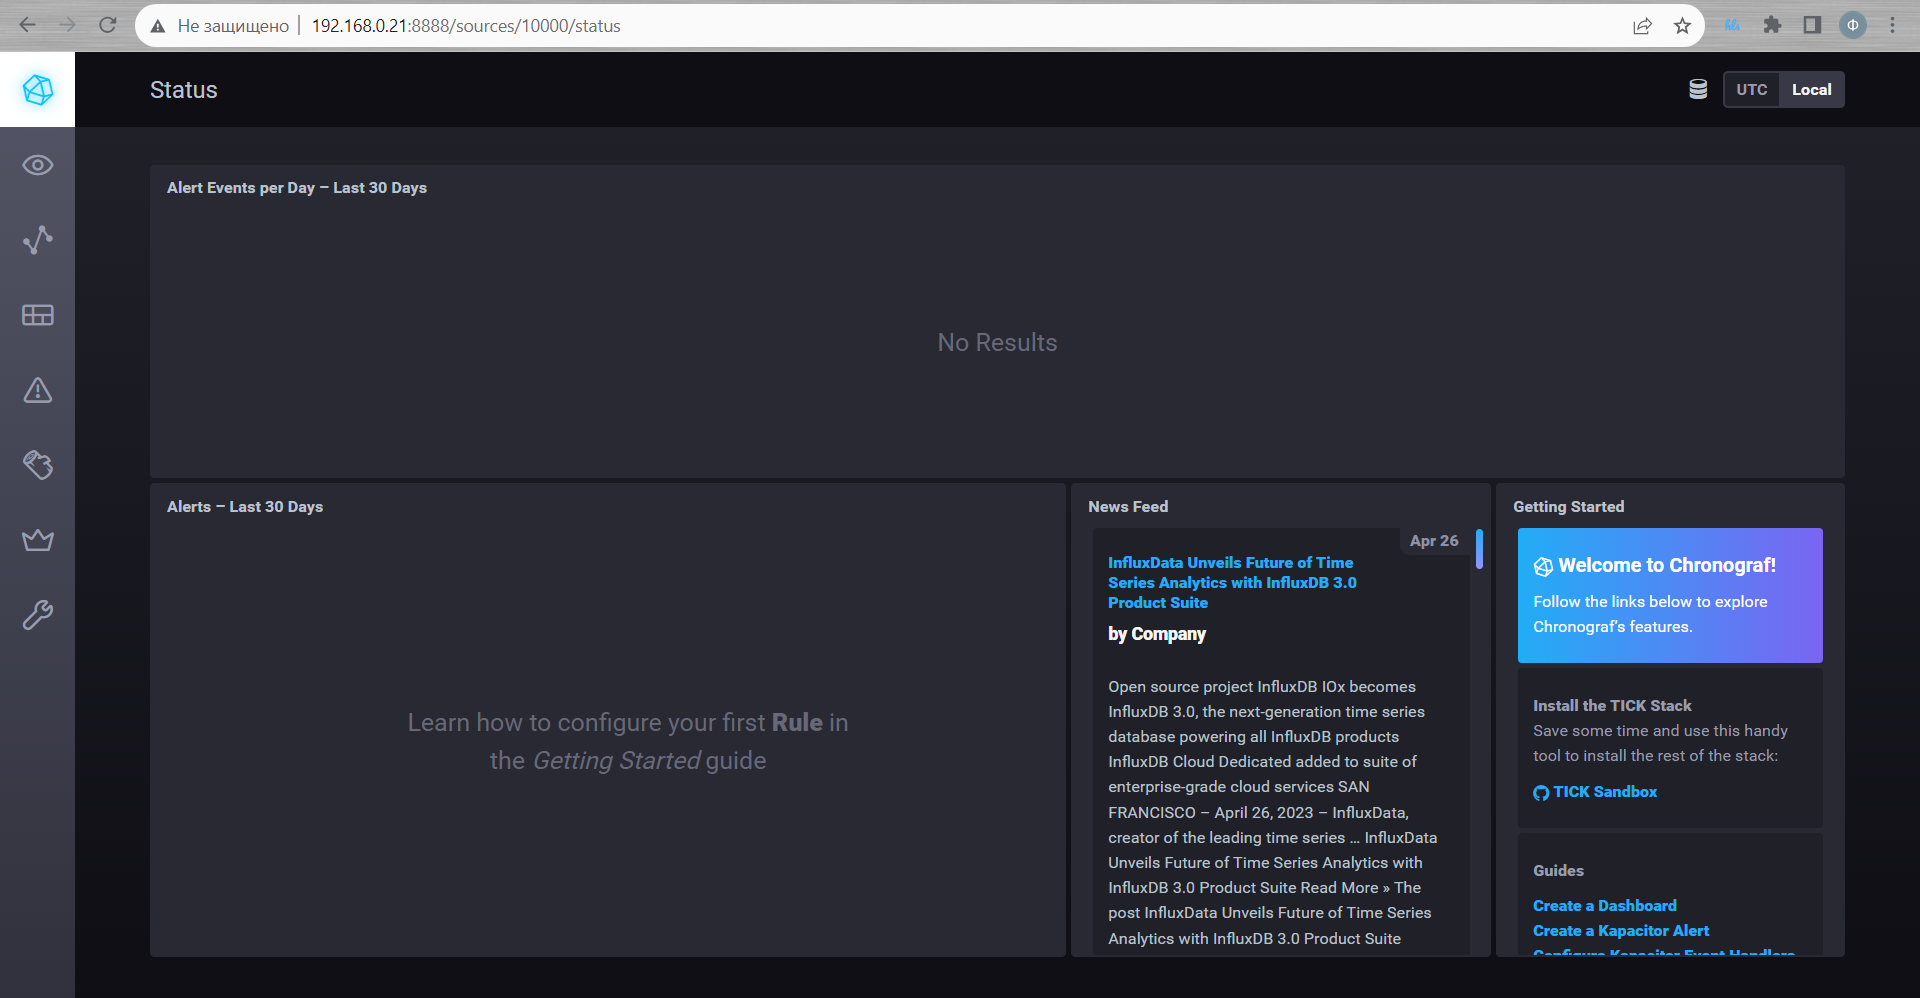 Не защищено
192.168.0.21:8888/sources/10000/status
Ф
Status
UTC
Local
Alert Events per Day – Last 30 Days
No Results
Alerts – Last 30 Days
Learn how to configure your first Rule in
the Getting Started guide
News Feed
Apr 26
InfluxData Unveils Future of Time
Series Analytics with InfluxDB 3.0
Product Suite
by Company
Open source project InfluxDB IOx becomes
InfluxDB 3.0, the next-generation time series
database powering all InfluxDB products
InfluxDB Cloud Dedicated added to suite of
enterprise-grade cloud services SAN
FRANCISCO – April 26, 2023 – InfluxData,
creator of the leading time series … InfluxData
Unveils Future of Time Series Analytics with
InfluxDB 3.0 Product Suite Read More » The
post InfluxData Unveils Future of Time Series
Analytics with InfluxDB 3.0 Product Suite
Getting Started
Welcome to Chronograf!
Follow the links below to explore
Chronograf’s features.
Install the TICK Stack
Save some time and use this handy
tool to install the rest of the stack:
TICK Sandbox
Guides
Create a Dashboard
Create a Kapacitor Alert
Configure Kapacitor Event Handlers